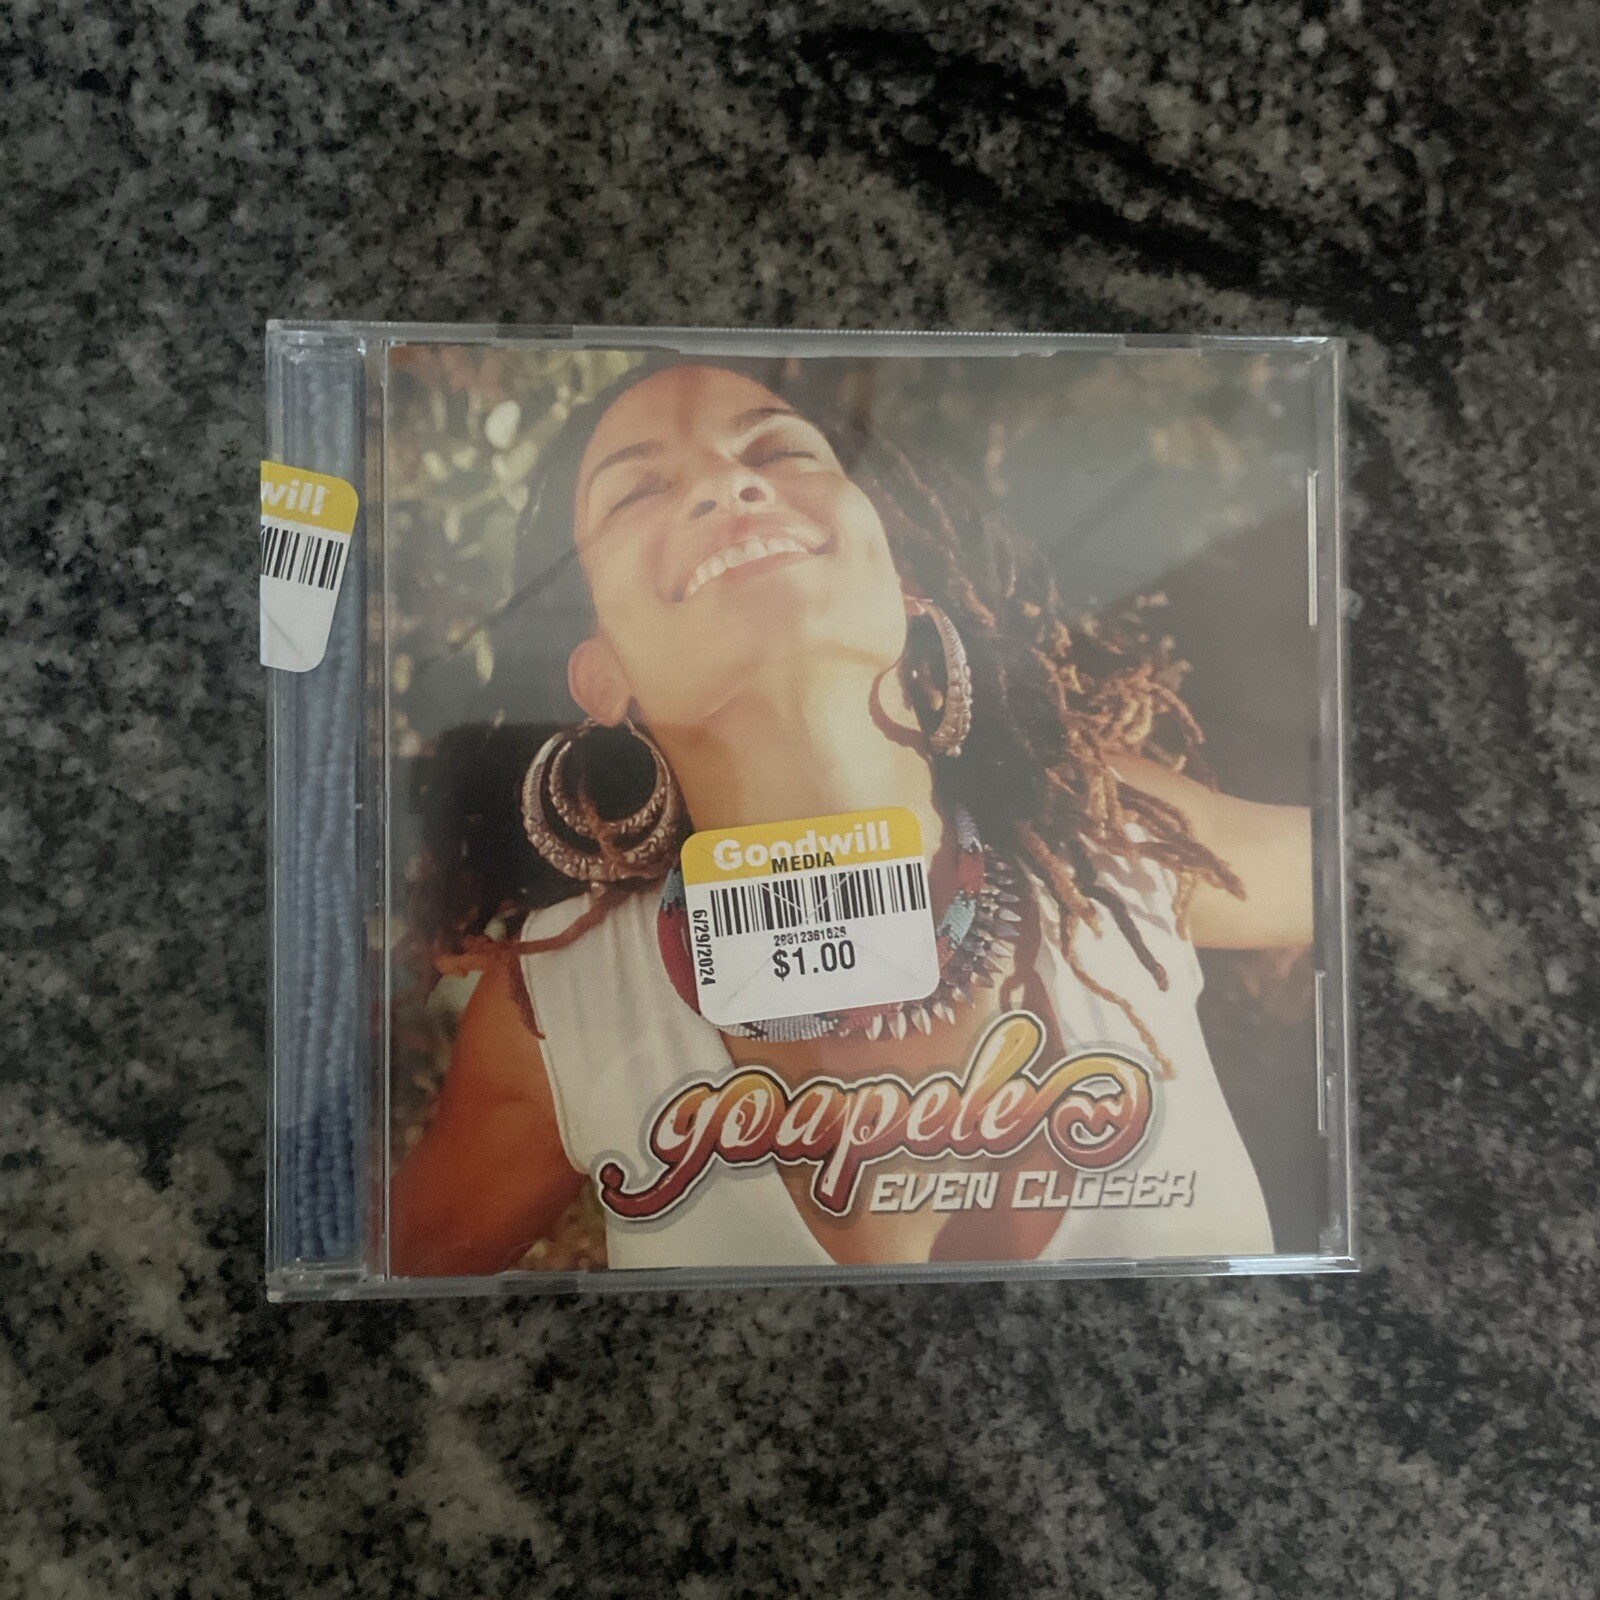 will
Goodwill
MEDIA
6/29/2024
$1.00
goapele
EVEN CLOSER